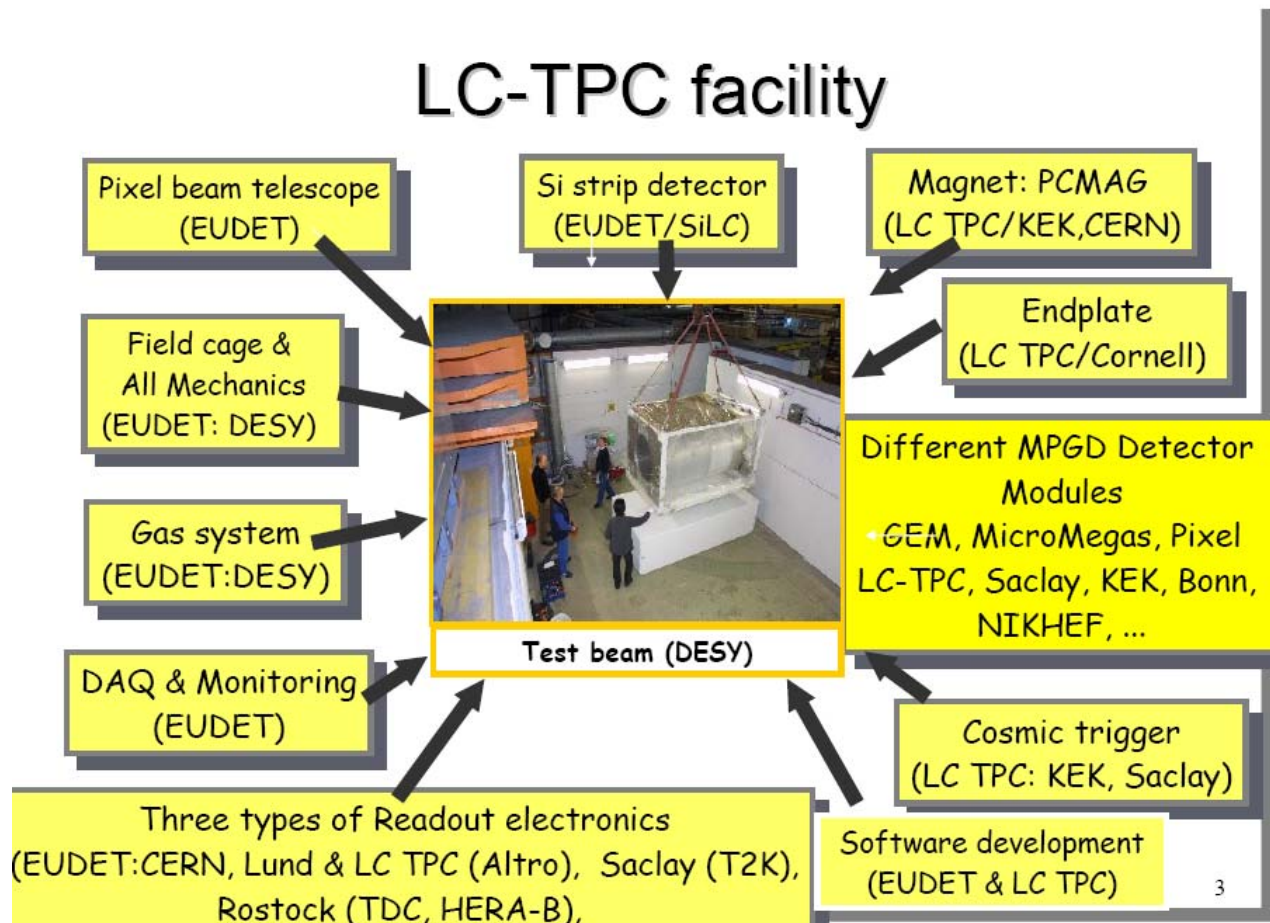 LC-TPC facility
Pixel beam telescope
(EUDET)
Si strip detector
(EUDET/SiLC)
Magnet: PCMAG
(LC TPC/KEK,CERN)
Field cage &
All Mechanics
(EUDET: DESY)
Endplate
(LC TPC/Cornell)
Gas system
(EUDET:DESY)
Different MPGD Detector
Modules
GEM, MicroMegas, Pixel
LC-TPC, Saclay, KEK, Bonn,
NIKHEF, ...
Test beam (DESY)
DAQ & Monitoring
(EUDET)
Cosmic trigger
(LC TPC: KEK, Saclay)
Three types of Readout electronics
(EUDET:CERN, Lund & LC TPC (Altro), Saclay (T2K),
Rostock (TDC, HERA-B),
Software development
(EUDET & LC TPC)
3